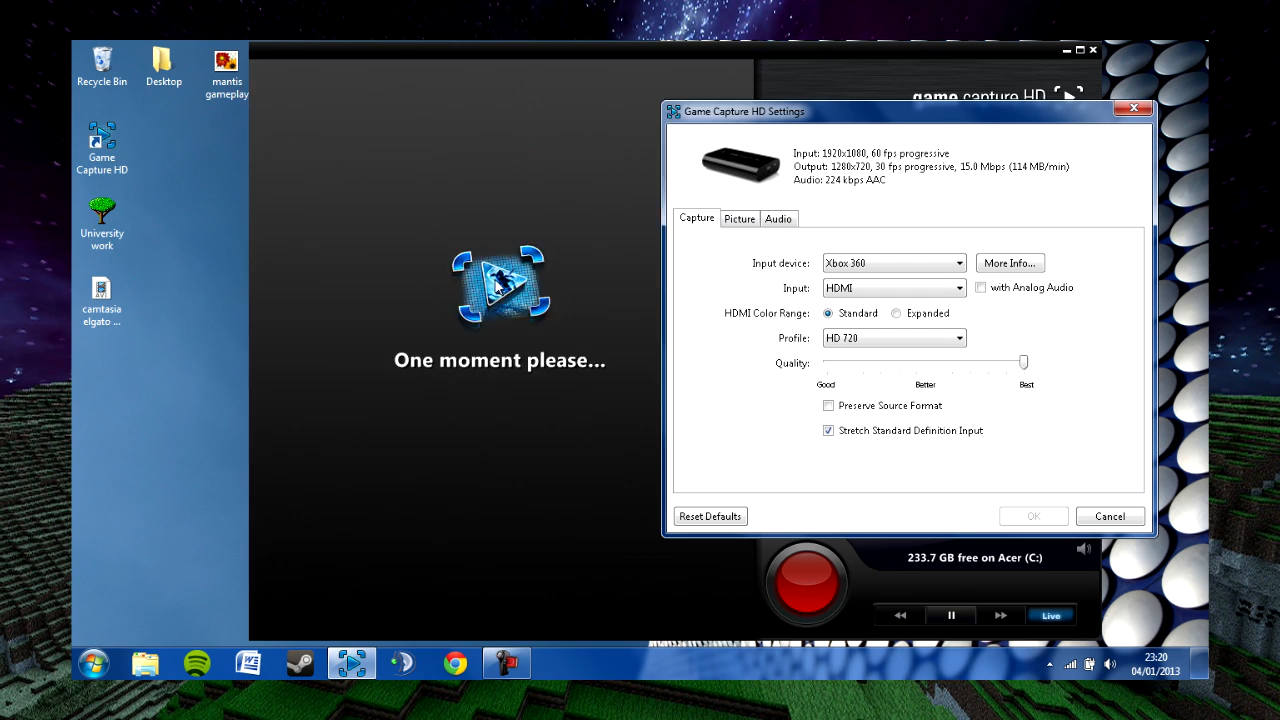 Recycle Bin
Desktop
mantis
gameplay
Game
Capture HD
University
work
AVI
camtasia
elgato ...
One moment please...
game capture HD
Game Capture HD Settings
Input: 1920x1080, 60 fps progressive
Output: 1280x720, 30 fps progressive, 15.0 Mbps (114 MB/min)
Audio: 224 kbps AAC
Capture Picture Audio
Input device: Xbox 360 More Info...
Input: HDMI with Analog Audio
HDMI Color Range: Standard Expanded
Profile: HD 720
Quality:
Good Better Best
Preserve Source Format
Stretch Standard Definition Input
Reset Defaults OK Cancel
233.7 GB free on Acer (C:)
Live
W
23:20
04/01/2013